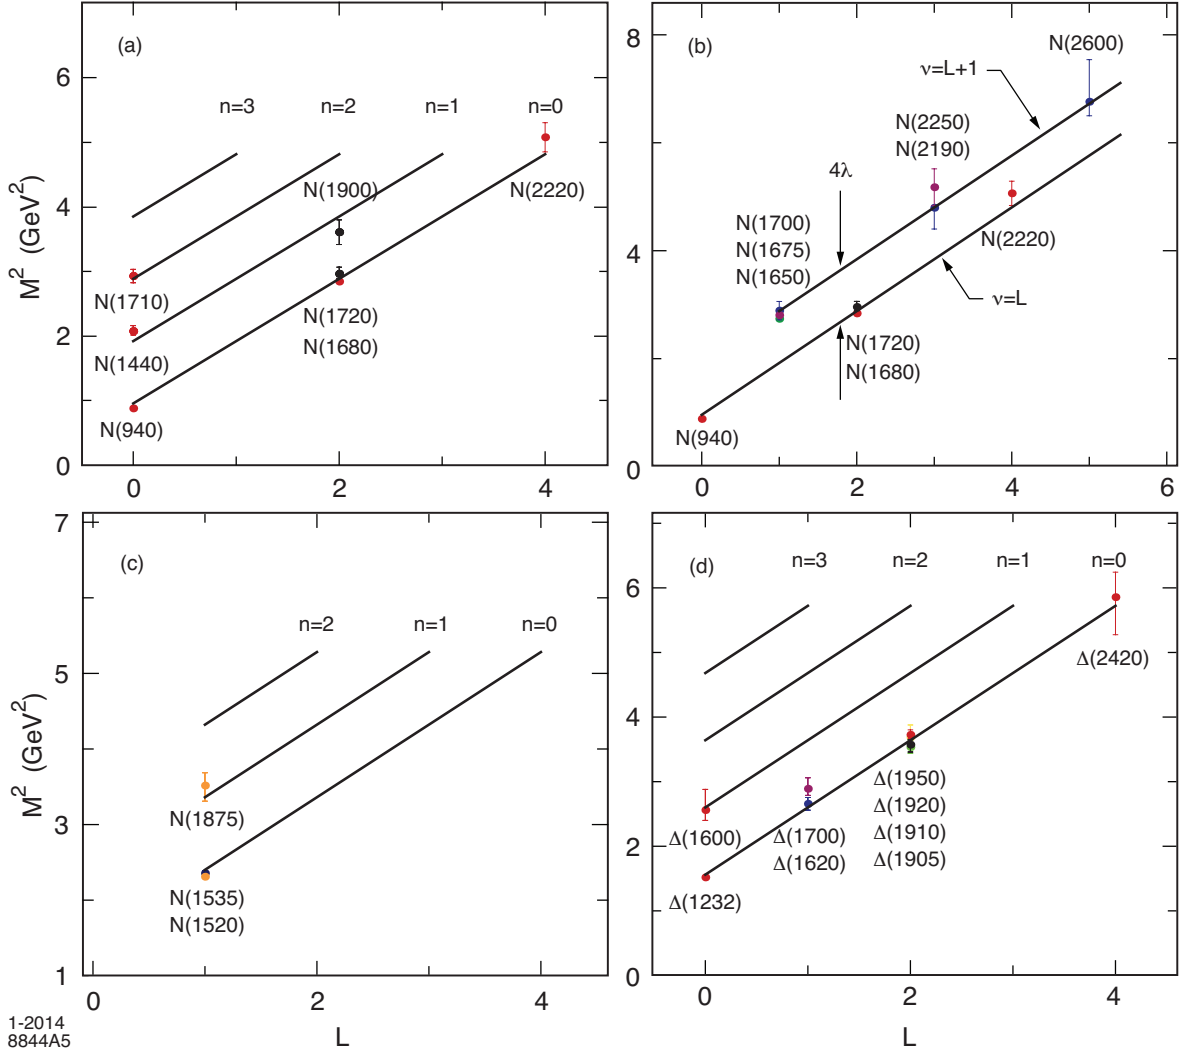 (a)
n=3 n=2 n=1 n=0
N(1900)
N(2220)
N(1710)
N(1720)
N(1440)
N(1680)
N(940)
M² (GeV²)
0 2 4 6
0 2 4
(b)
N(2600)
ν=L+1
N(2250)
N(2190)
4λ
N(1700)
N(1675)
N(1650)
N(2220)
ν=L
N(1720)
N(1680)
N(940)
0 4 8
0 2 4 6
(c)
n=2 n=1 n=0
N(1875)
N(1535)
N(1520)
M² (GeV²)
1 3 5 7
0 2 4
L
(d)
n=3 n=2 n=1 n=0
Δ(2420)
Δ(1950)
Δ(1920)
Δ(1910)
Δ(1905)
Δ(1600)
Δ(1700)
Δ(1620)
Δ(1232)
0 2 4 6
0 2 4
L
1-2014
8844A5